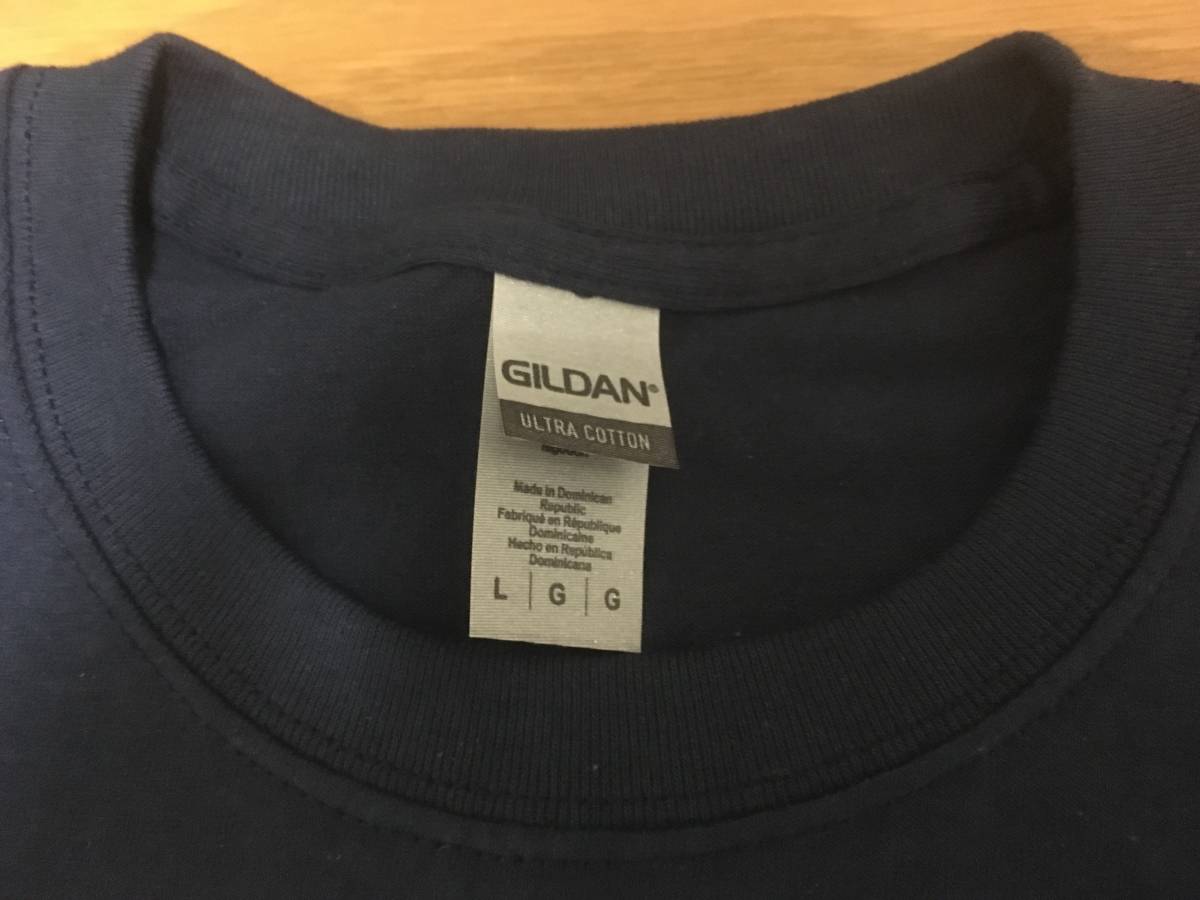 GILDAN®
ULTRA COTTON
Made in Dominican
Republic
Fabriqué en République
Dominicaine
Hecho en República
Dominicana
L | G | G